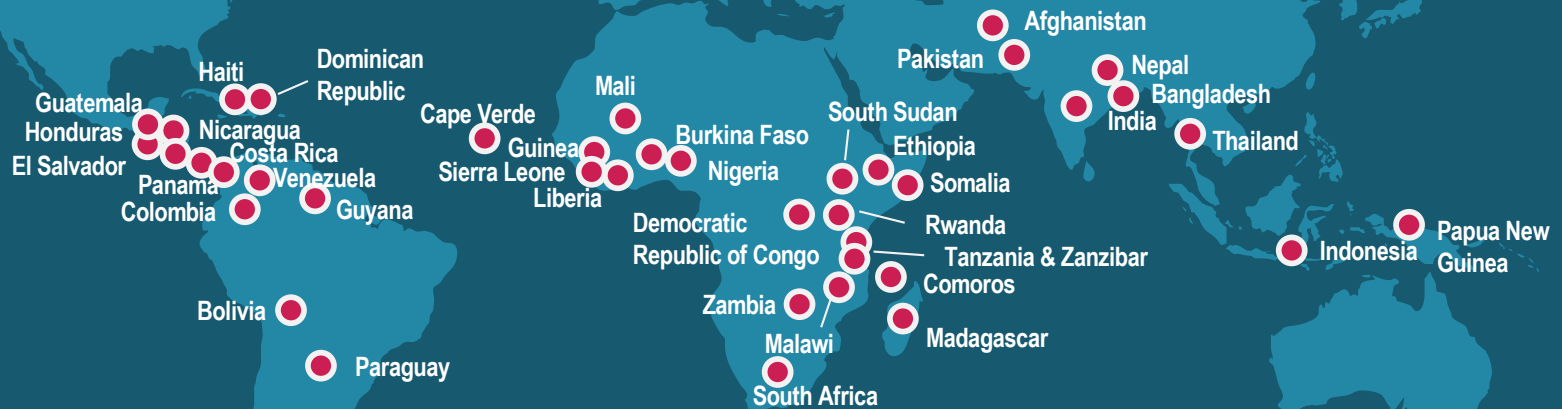 Haiti
Dominican
Republic
Guatemala
Honduras
Nicaragua
El Salvador
Costa Rica
Panama
Venezuela
Colombia
Guyana
Bolivia
Paraguay
Cape Verde
Mali
Guinea
Burkina Faso
Sierra Leone
Nigeria
Liberia
South Sudan
Ethiopia
Somalia
Democratic
Republic of Congo
Rwanda
Tanzania & Zanzibar
Comoros
Zambia
Malawi
Madagascar
South Africa
Afghanistan
Pakistan
Nepal
Bangladesh
India
Thailand
Indonesia
Papua New
Guinea